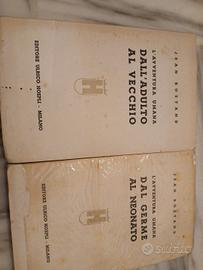 JEAN ROSTAND
L'AVVENTURA UMANA
DALL'ADULTO
AL VECCHIO
H
EDITORE ULRICO HOEPLI - MILANO
JEAN ROSTAND
L'AVVENTURA UMANA
DAL GERME
AL NEONATO
H
EDITORE ULRICO HOEPLI - MILANO
subito